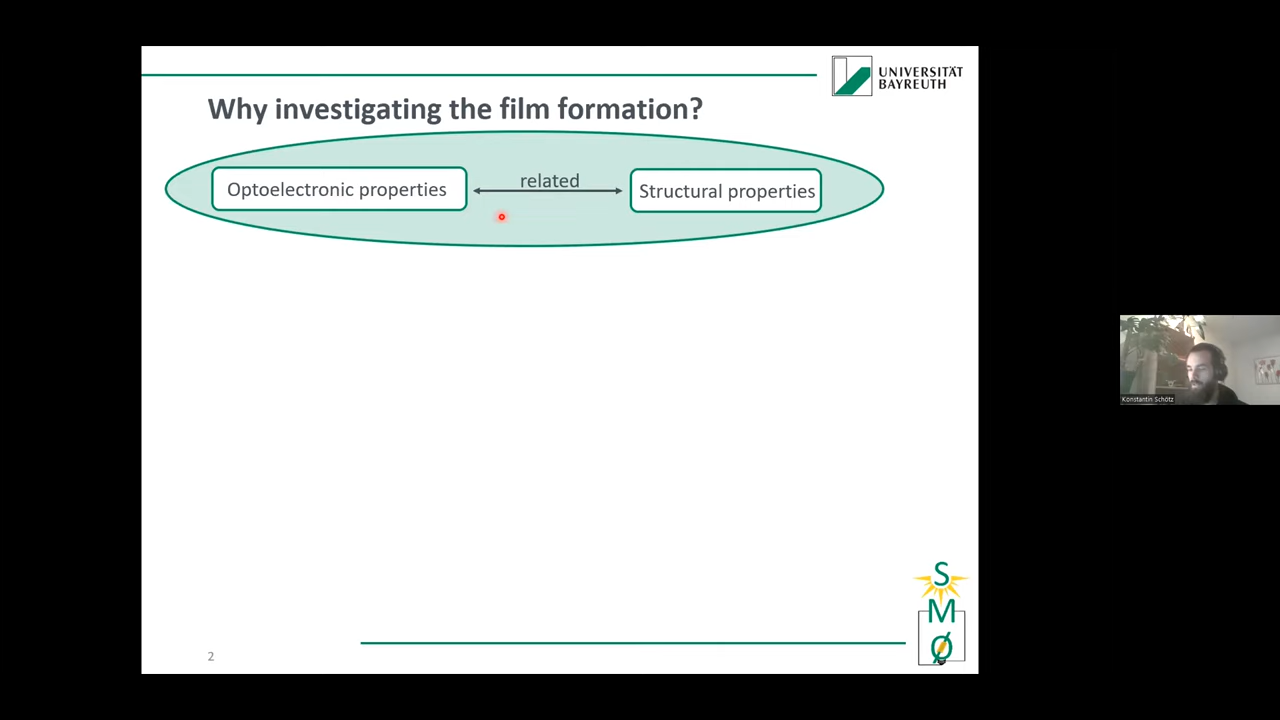 UNIVERSITÄT
BAYREUTH
Why investigating the film formation?
Optoelectronic properties
related
Structural properties
Konstantin Schötz
S
M
Ø
2